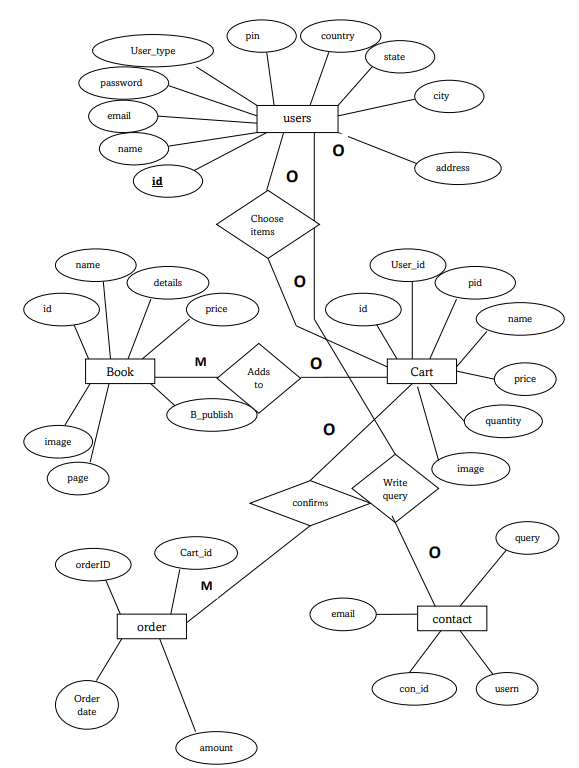 pin
country
User_type
state
password
city
email
users
name
O
address
id
O
Choose
items
name
User_id
details
pid
O
id
price
id
name
M
O
Book
Adds
to
Cart
price
B_publish
quantity
O
image
image
page
Write
query
confirms
query
Cart_id
O
orderID
M
email
contact
order
con_id
usern
Order
date
amount